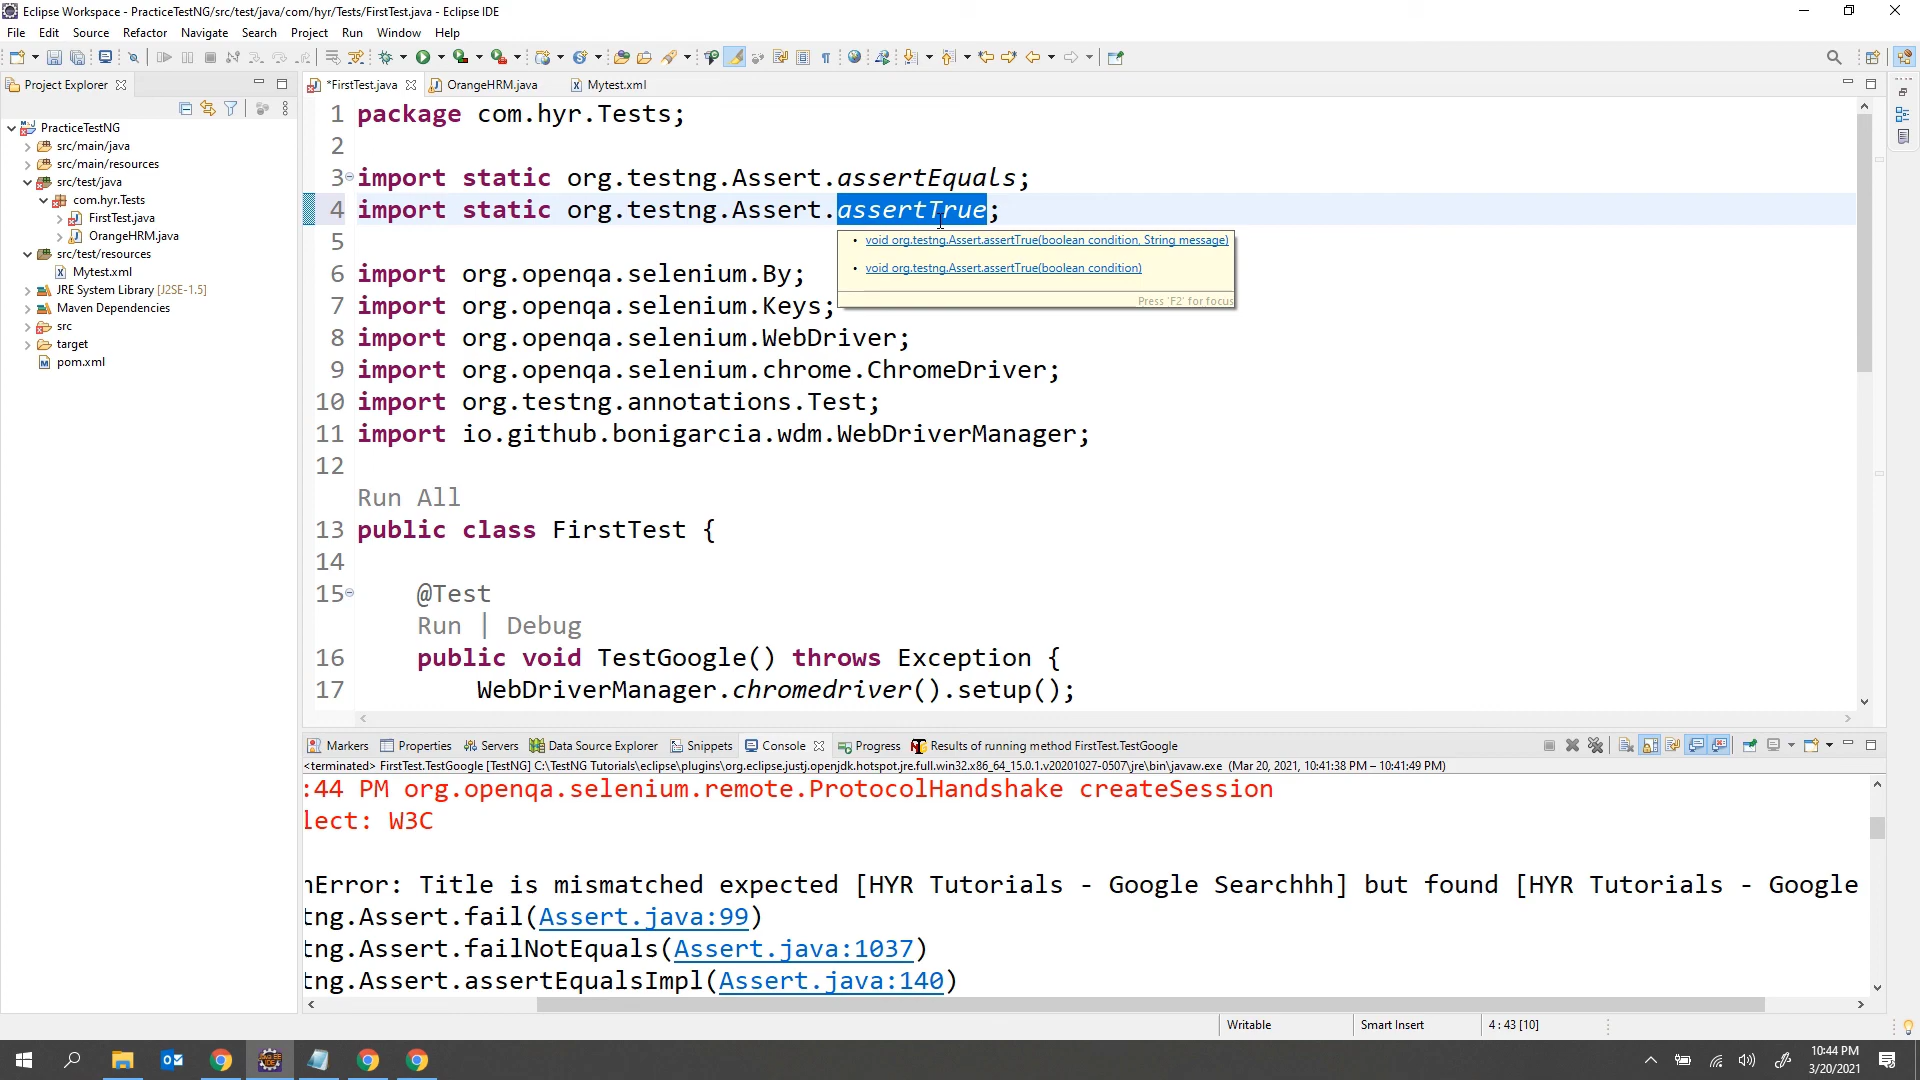 Eclipse Workspace - PracticeTestNG/src/test/java/com/hyr/Tests/FirstTest.java - Eclipse IDE
File Edit Source Refactor Navigate Search Project Run Window Help
Project Explorer
*FirstTest.java OrangeHRM.java Mytest.xml
PracticeTestNG
src/main/java
src/main/resources
src/test/java
com.hyr.Tests
FirstTest.java
OrangeHRM.java
src/test/resources
Mytest.xml
JRE System Library [J2SE-1.5]
Maven Dependencies
src
target
pom.xml
1 package com.hyr.Tests;
2
3 import static org.testng.Assert.assertEquals;
4 import static org.testng.Assert.assertTrue;
5
• void org.testng.Assert.assertTrue(boolean condition, String message)
• void org.testng.Assert.assertTrue(boolean condition)
Press 'F2' for focus
6 import org.openqa.selenium.By;
7 import org.openqa.selenium.Keys;
8 import org.openqa.selenium.WebDriver;
9 import org.openqa.selenium.chrome.ChromeDriver;
10 import org.testng.annotations.Test;
11 import io.github.bonigarcia.wdm.WebDriverManager;
12
Run All
13 public class FirstTest {
14
15 @Test
Run | Debug
16 public void TestGoogle() throws Exception {
17 WebDriverManager.chromedriver().setup();
Markers Properties Servers Data Source Explorer Snippets Console Progress Results of running method FirstTest.TestGoogle
<terminated> FirstTest.TestGoogle [TestNG] C:\TestNG Tutorials\eclipse\plugins\org.eclipse.justj.openjdk.hotspot.jre.full.win32.x86_64_15.0.1.v20201027-0507\jre\bin\javaw.exe (Mar 20, 2021, 10:41:38 PM – 10:41:49 PM)
:44 PM org.openqa.selenium.remote.ProtocolHandshake createSession
lect: W3C
nError: Title is mismatched expected [HYR Tutorials - Google Searchhh] but found [HYR Tutorials - Google
tng.Assert.fail(Assert.java:99)
tng.Assert.failNotEquals(Assert.java:1037)
tng.Assert.assertEqualsImpl(Assert.java:140)
Writable Smart Insert 4 : 43 [10]
10:44 PM
3/20/2021